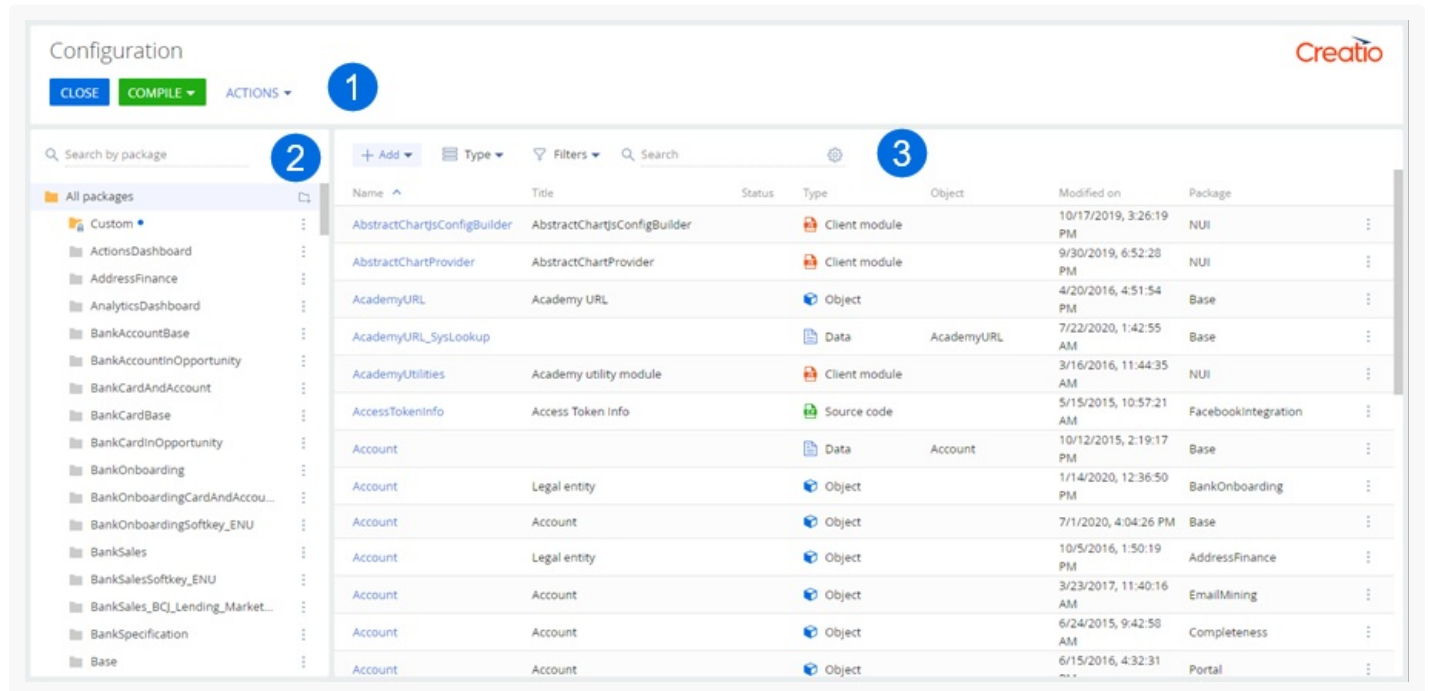 Configuration
Creatio
CLOSE COMPILE ACTIONS
1
Search by package
2
All packages
Custom
ActionsDashboard
AddressFinance
AnalyticsDashboard
BankAccountBase
BankAccountInOpportunity
BankCardAndAccount
BankCardBase
BankCardInOpportunity
BankOnboarding
BankOnboardingCardAndAccou...
BankOnboardingSoftkey_ENU
BankSales
BankSalesSoftkey_ENU
BankSales_BCJ_Lending_Market...
BankSpecification
Base
+ Add Type Filters Search
3
Name Title Status Type Object Modified on Package
AbstractChartJsConfigBuilder AbstractChartJsConfigBuilder Client module 10/17/2019, 3:26:19 NUI
PM
AbstractChartProvider AbstractChartProvider Client module 9/30/2019, 6:52:28 NUI
PM
AcademyURL Academy URL Object 4/20/2016, 4:51:54 Base
PM
AcademyURL_SysLookup Data AcademyURL 7/22/2020, 1:42:55 Base
AM
AcademyUtilities Academy utility module Client module 3/16/2016, 11:44:35 NUI
AM
AccessTokenInfo Access Token Info Source code 5/15/2015, 10:57:21 FacebookIntegration
AM
Account Data Account 10/12/2015, 2:19:17 Base
PM
Account Legal entity Object 1/14/2020, 12:36:50 BankOnboarding
PM
Account Account Object 7/1/2020, 4:04:26 PM Base
Account Legal entity Object 10/5/2016, 1:50:19 AddressFinance
PM
Account Account Object 3/23/2017, 11:40:16 EmailMining
AM
Account Account Object 6/24/2015, 9:42:58 Completeness
AM
Account Account Object 6/15/2016, 4:32:31 Portal